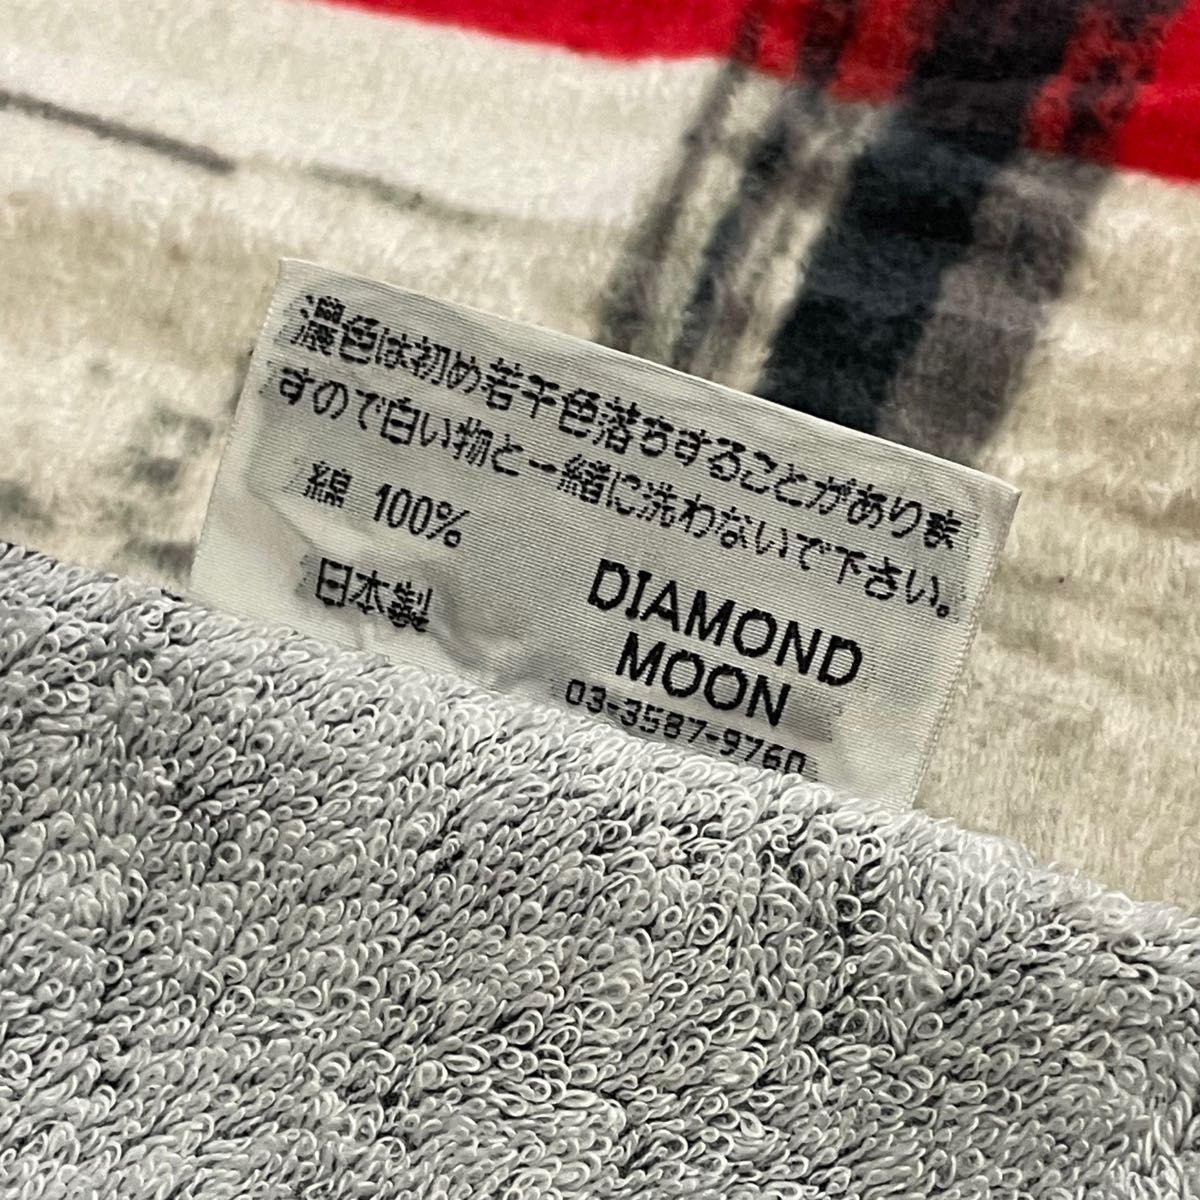 濃色は初め若干色落ちすることがありま
すので白い物と一緒に洗わないで下さい。
綿 100%
日本製
DIAMOND
MOON
03-3587-9760